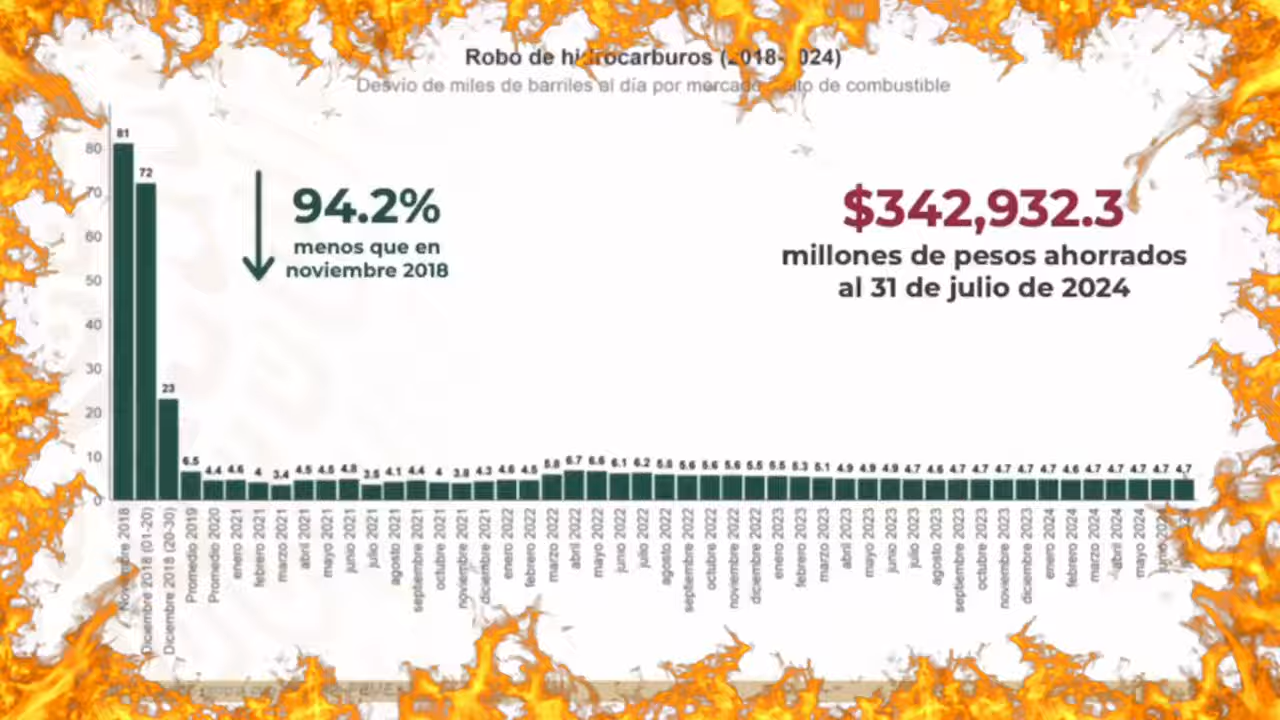 Robo de hidrocarburos (2018-2024)
Desvio de miles de barriles al día por mercado de combustible
81
72
23
6.5
4.4
4.6
4
3.4
4.5
4.5
4.8
3.6
4.1
4.4
4
3.8
4.3
4.6
4.5
5.8
6.7
6.6
6.1
6.2
5.8
5.6
5.6
5.6
5.5
5.5
5.3
5.1
4.9
4.9
4.9
4.7
4.6
4.7
4.7
4.7
4.7
4.7
4.6
4.7
4.7
4.7
4.7
4.7
80
70
60
50
40
30
20
10
0
94.2%
menos que en
noviembre 2018
$342,932.3
millones de pesos ahorrados
al 31 de julio de 2024
Noviembre 2018
Diciembre 2018 (01-20)
Diciembre 2018 (20-30)
Promedio 2019
Promedio 2020
enero 2021
febrero 2021
marzo 2021
abril 2021
mayo 2021
junio 2021
julio 2021
agosto 2021
septiembre 2021
octubre 2021
noviembre 2021
diciembre 2021
enero 2022
febrero 2022
marzo 2022
abril 2022
mayo 2022
junio 2022
julio 2022
agosto 2022
septiembre 2022
octubre 2022
noviembre 2022
diciembre 2022
enero 2023
febrero 2023
marzo 2023
abril 2023
mayo 2023
junio 2023
julio 2023
agosto 2023
septiembre 2023
octubre 2023
noviembre 2023
diciembre 2023
enero 2024
febrero 2024
marzo 2024
abril 2024
mayo 2024
junio